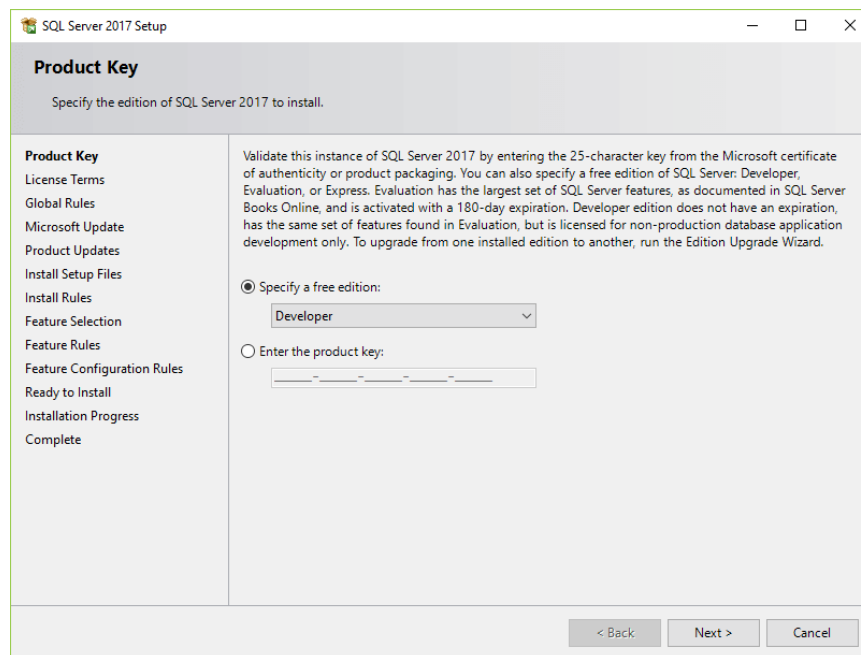 SQL Server 2017 Setup
Product Key
Specify the edition of SQL Server 2017 to install.
Product Key
License Terms
Global Rules
Microsoft Update
Product Updates
Install Setup Files
Install Rules
Feature Selection
Feature Rules
Feature Configuration Rules
Ready to Install
Installation Progress
Complete
Validate this instance of SQL Server 2017 by entering the 25-character key from the Microsoft certificate
of authenticity or product packaging. You can also specify a free edition of SQL Server: Developer,
Evaluation, or Express. Evaluation has the largest set of SQL Server features, as documented in SQL Server
Books Online, and is activated with a 180-day expiration. Developer edition does not have an expiration,
has the same set of features found in Evaluation, but is licensed for non-production database application
development only. To upgrade from one installed edition to another, run the Edition Upgrade Wizard.
Specify a free edition:
Developer
Enter the product key:
_____-_____-_____-_____-_____
< Back
Next >
Cancel